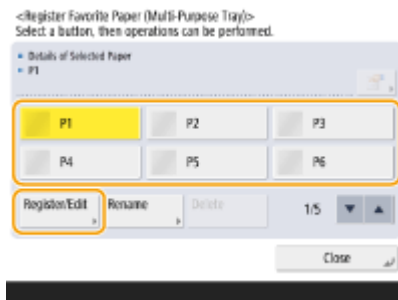 <Register Favorite Paper (Multi-Purpose Tray)>
Select a button, then operations can be performed.
Details of Selected Paper
P1
P1 P2 P3
P4 P5 P6
Register/Edit Rename Delete 1/5
Close